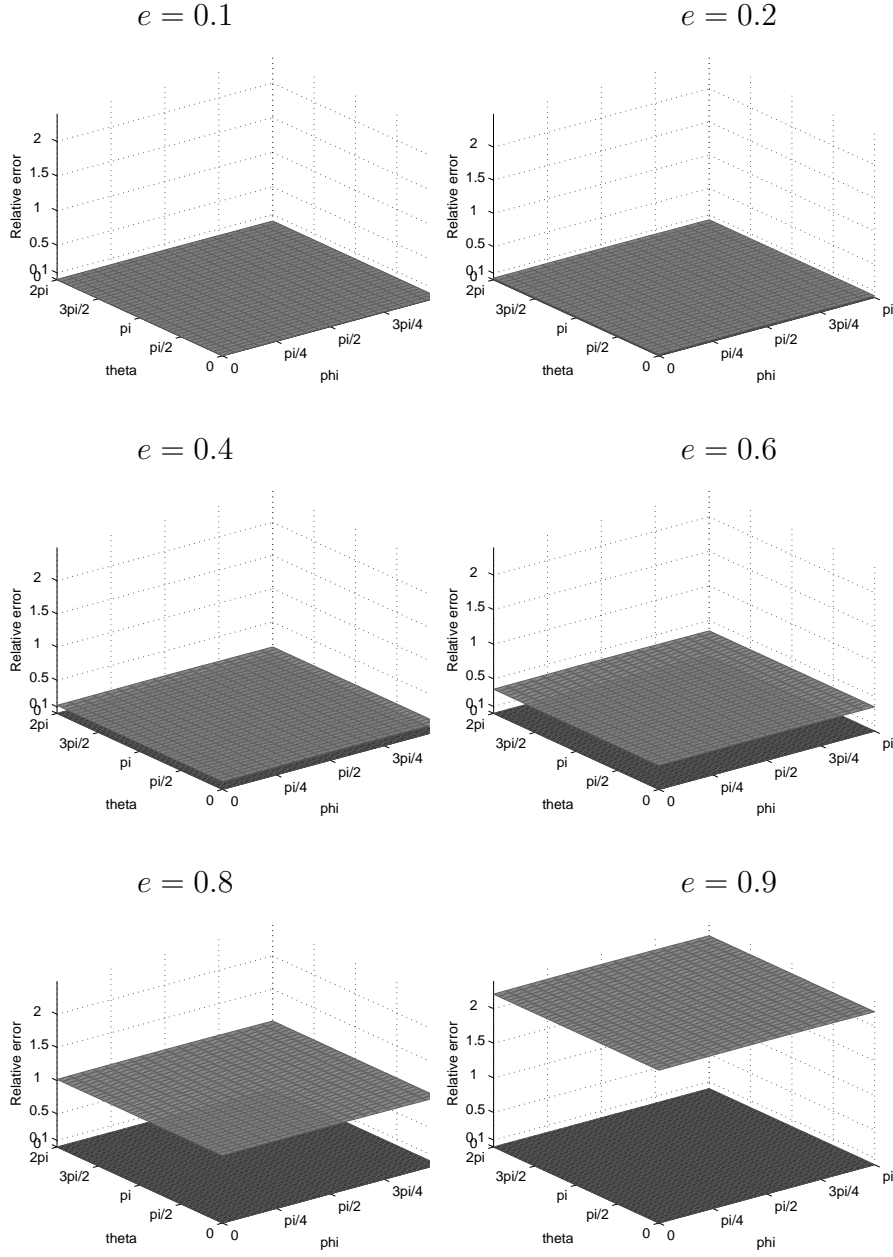 e = 0.1
e = 0.2
2
1.5
1
0.5
0.1
0
Relative error
2pi
3pi/2
pi
pi/2
0
theta
0
pi/4
pi/2
3pi/4
phi
2
1.5
1
0.5
0.1
0
Relative error
2pi
3pi/2
pi
pi/2
0
theta
0
pi/4
pi/2
3pi/4
pi
phi
e = 0.4
e = 0.6
2
1.5
1
0.5
0.1
0
Relative error
2pi
3pi/2
pi
pi/2
0
theta
0
pi/4
pi/2
3pi/4
phi
2
1.5
1
0.5
0.1
0
Relative error
2pi
3pi/2
pi
pi/2
0
theta
0
pi/4
pi/2
3pi/4
pi
phi
e = 0.8
e = 0.9
2
1.5
1
0.5
0.1
0
Relative error
2pi
3pi/2
pi
pi/2
0
theta
0
pi/4
pi/2
3pi/4
phi
2
1.5
1
0.5
0.1
0
Relative error
2pi
3pi/2
pi
pi/2
0
theta
0
pi/4
pi/2
3pi/4
pi
phi